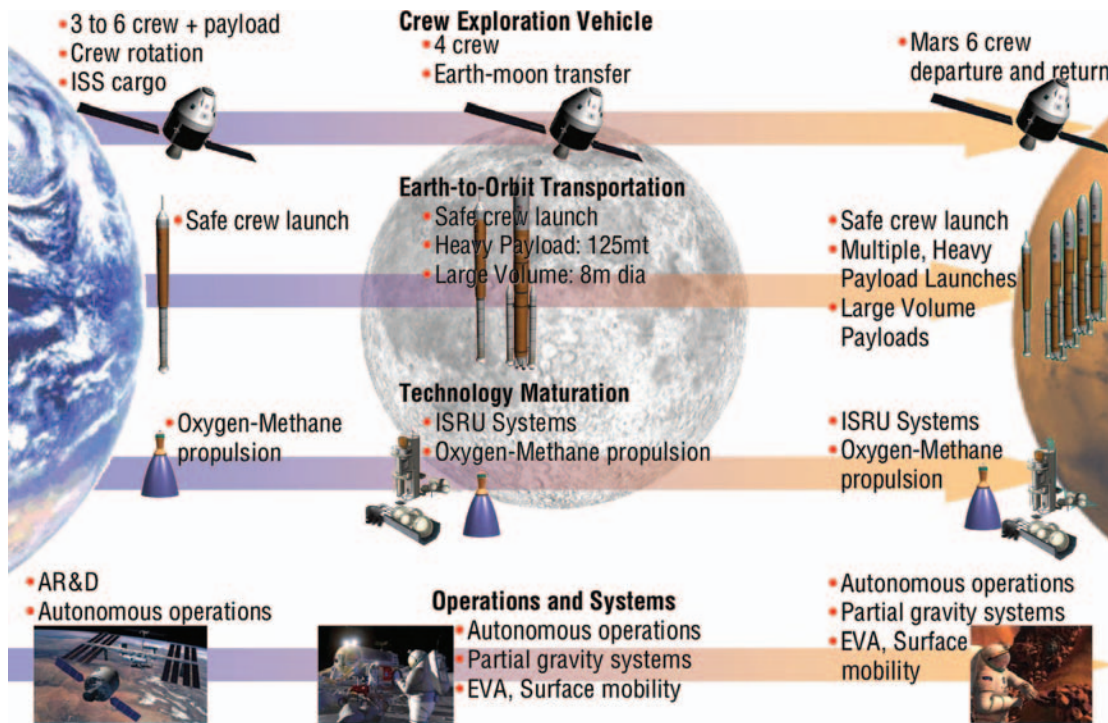 • 3 to 6 crew + payload
• Crew rotation
• ISS cargo
Crew Exploration Vehicle
• 4 crew
• Earth-moon transfer
• Mars 6 crew
departure and return
• Safe crew launch
Earth-to-Orbit Transportation
• Safe crew launch
• Heavy Payload: 125mt
• Large Volume: 8m dia
• Safe crew launch
• Multiple, Heavy
Payload Launches
• Large Volume
Payloads
• Oxygen-Methane
propulsion
Technology Maturation
• ISRU Systems
• Oxygen-Methane propulsion
• ISRU Systems
• Oxygen-Methane
propulsion
• AR&D
• Autonomous operations
Operations and Systems
• Autonomous operations
• Partial gravity systems
• EVA, Surface mobility
• Autonomous operations
• Partial gravity systems
• EVA, Surface
mobility